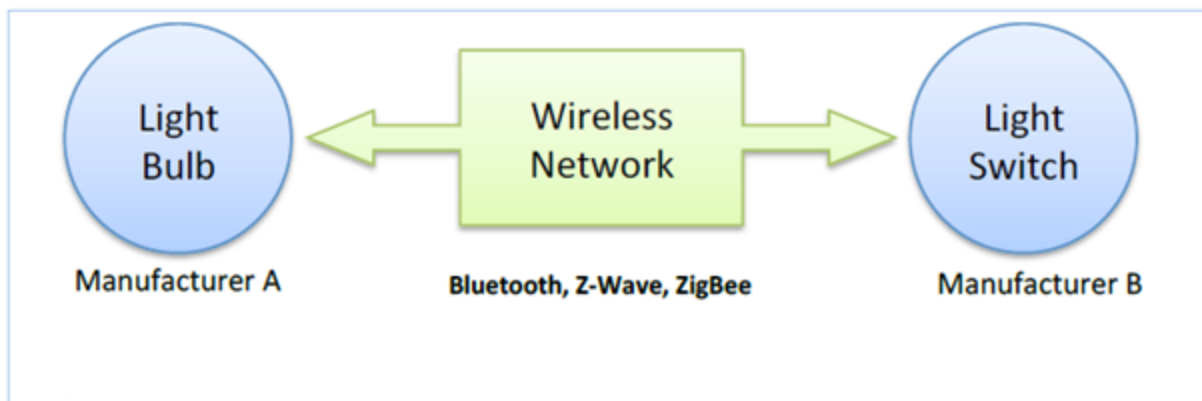 Light
Bulb
Wireless
Network
Light
Switch
Manufacturer A
Bluetooth, Z-Wave, ZigBee
Manufacturer B